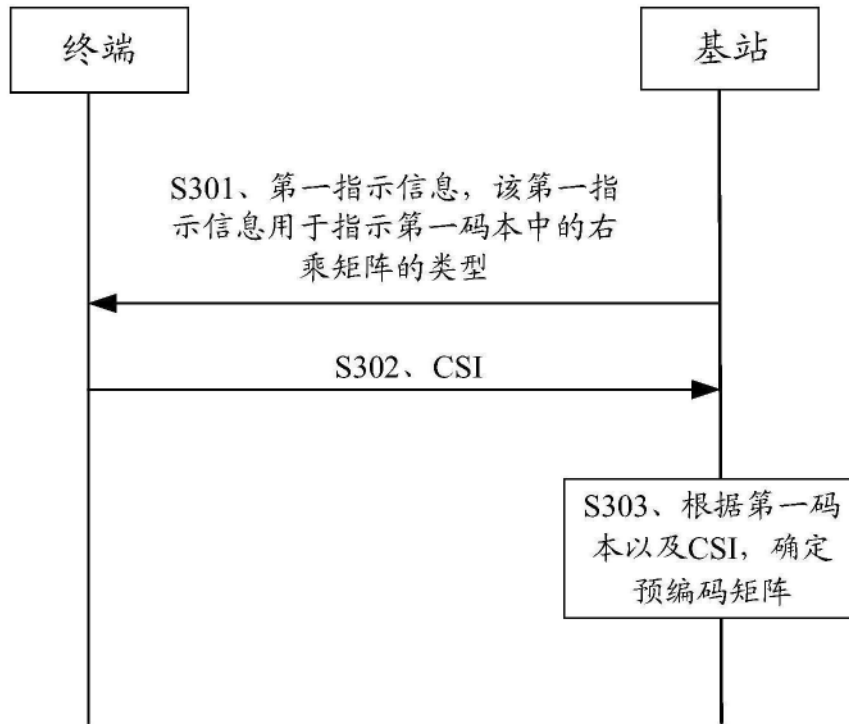 终端
基站
S301、第一指示信息，该第一指
示信息用于指示第一码本中的右
乘矩阵的类型
S302、CSI
S303、根据第一码
本以及CSI，确定
预编码矩阵